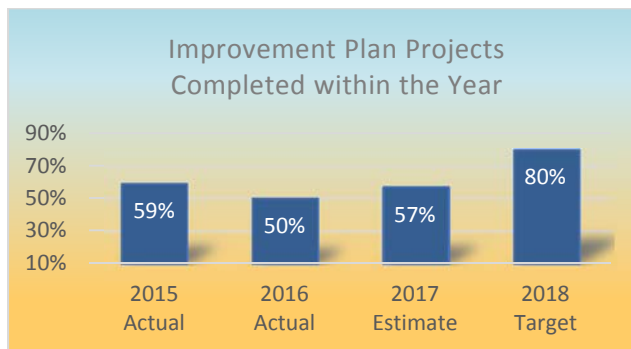 Improvement Plan Projects
Completed within the Year
90%
70%
50%
30%
10%
59%
50%
57%
80%
2015
Actual
2016
Actual
2017
Estimate
2018
Target